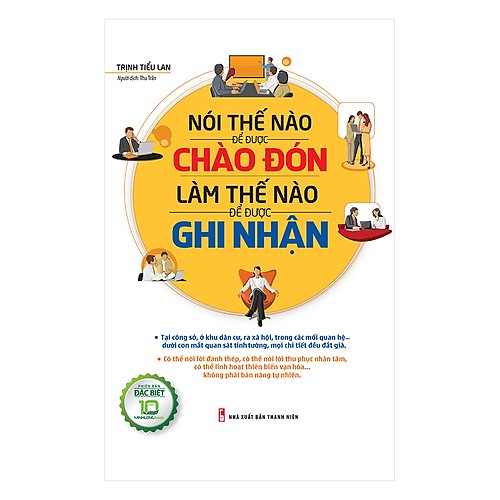 TRỊNH TIỂU LAN
Người dịch: Thu Trần
NÓI THẾ NÀO
ĐỂ ĐƯỢC
CHÀO ĐÓN
LÀM THẾ NÀO
ĐỂ ĐƯỢC
GHI NHẬN
• Tại công sở, ở khu dân cư, ra xã hội, trong các mối quan hệ...
dưới con mắt quan sát tinh tường, mọi chi tiết đều đắt giá.
• Có thể nói lời đanh thép, có thể nói lời thu phục nhân tâm,
có thể linh hoạt thiên biến vạn hóa...
không phải bản năng tự nhiên.
PHIÊN BẢN
ĐẶC BIỆT
10
MINHLONGbook
NHÀ XUẤT BẢN THANH NIÊN